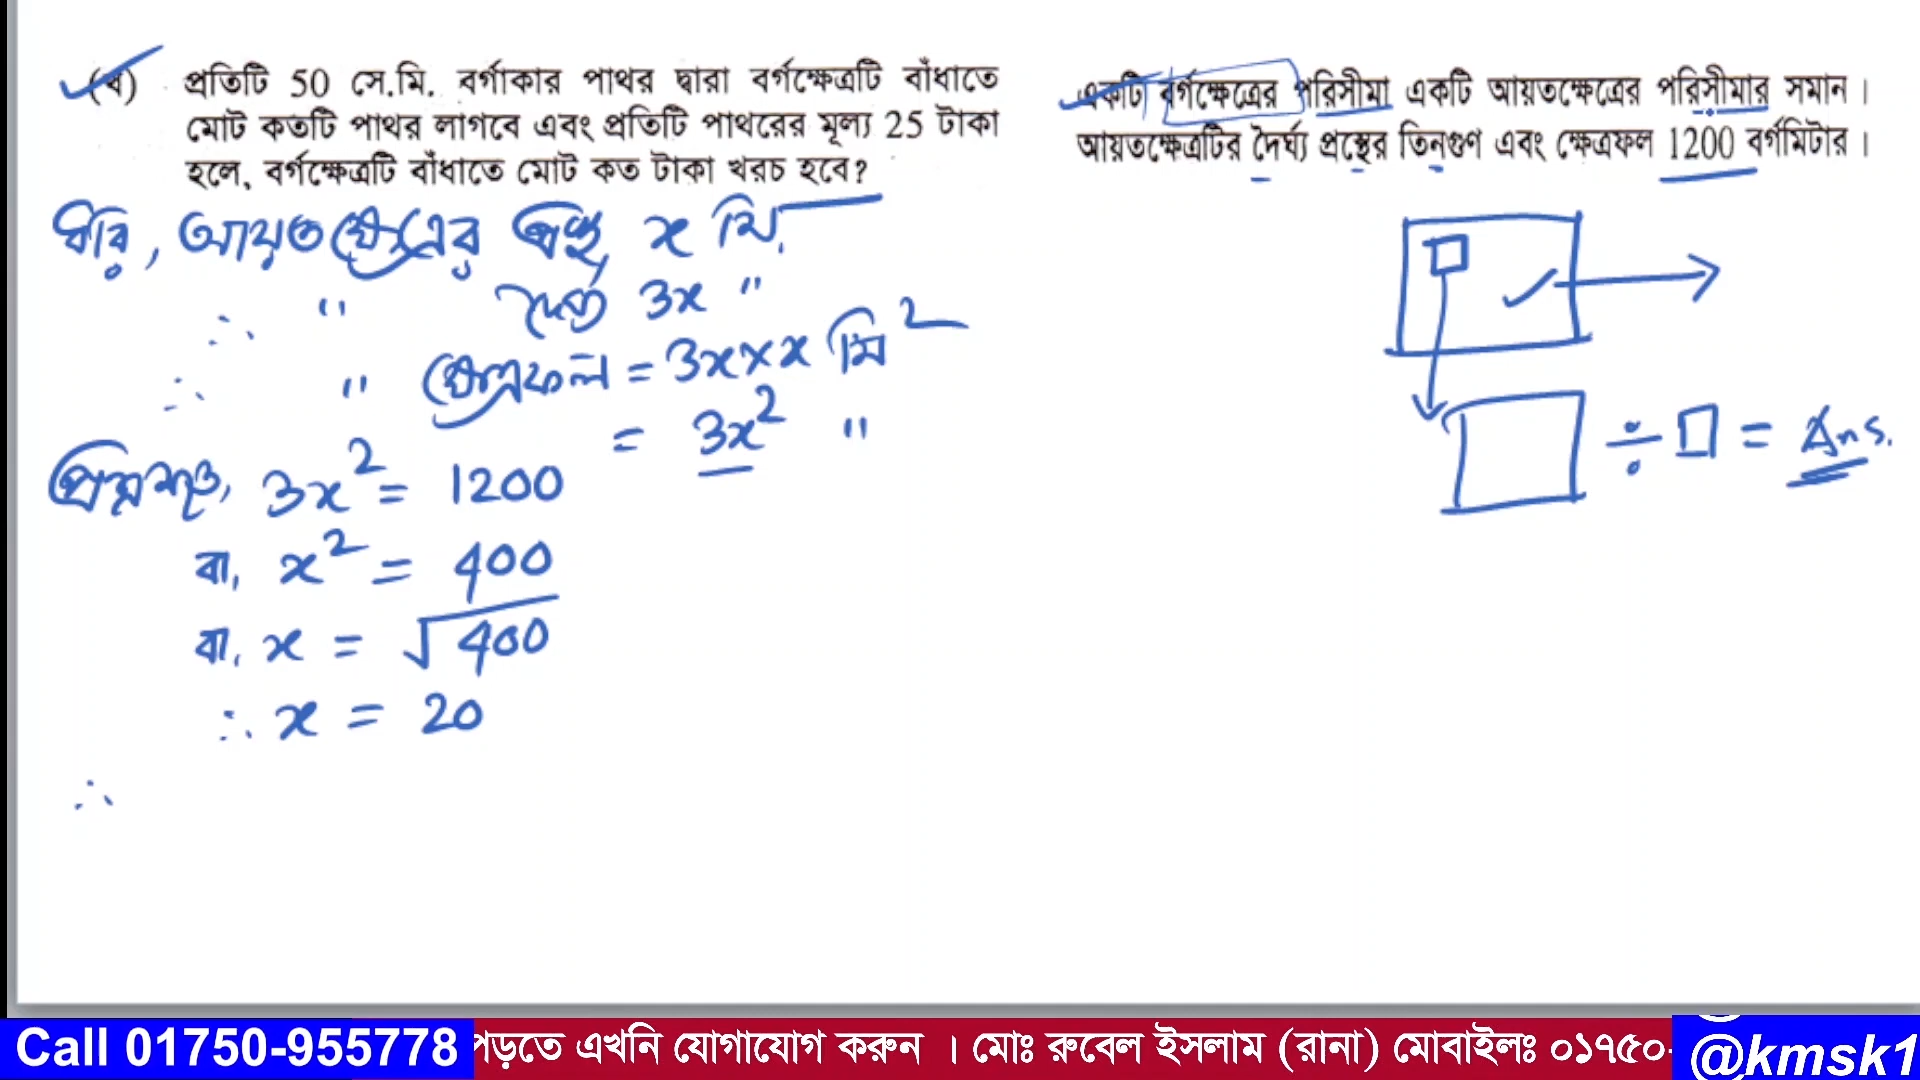 (খ) প্রতিটি 50 সে.মি. বর্গাকার পাথর দ্বারা বর্গক্ষেত্রটি বাঁধাতে
মোট কতটি পাথর লাগবে এবং প্রতিটি পাথরের মূল্য 25 টাকা
হলে, বর্গক্ষেত্রটি বাঁধাতে মোট কত টাকা খরচ হবে?
একটি বর্গক্ষেত্রের পরিসীমা একটি আয়তক্ষেত্রের পরিসীমার সমান।
আয়তক্ষেত্রটির দৈর্ঘ্য প্রস্থের তিনগুণ এবং ক্ষেত্রফল 1200 বর্গমিটার।
ধরি, আয়তক্ষেত্রের প্রস্থ x মি.
∴ " দৈর্ঘ্য 3x "
∴ " ক্ষেত্রফল = 3x×x মি²
= 3x² "
প্রশ্নমতে, 3x² = 1200
বা, x² = 400
বা, x = √400
∴ x = 20
∴
÷ □ = Ans.
Call 01750-955778
পড়তে এখনি যোগাযোগ করুন । মোঃ রুবেল ইসলাম (রানা) মোবাইলঃ ০১৭৫০-
@kmsk1